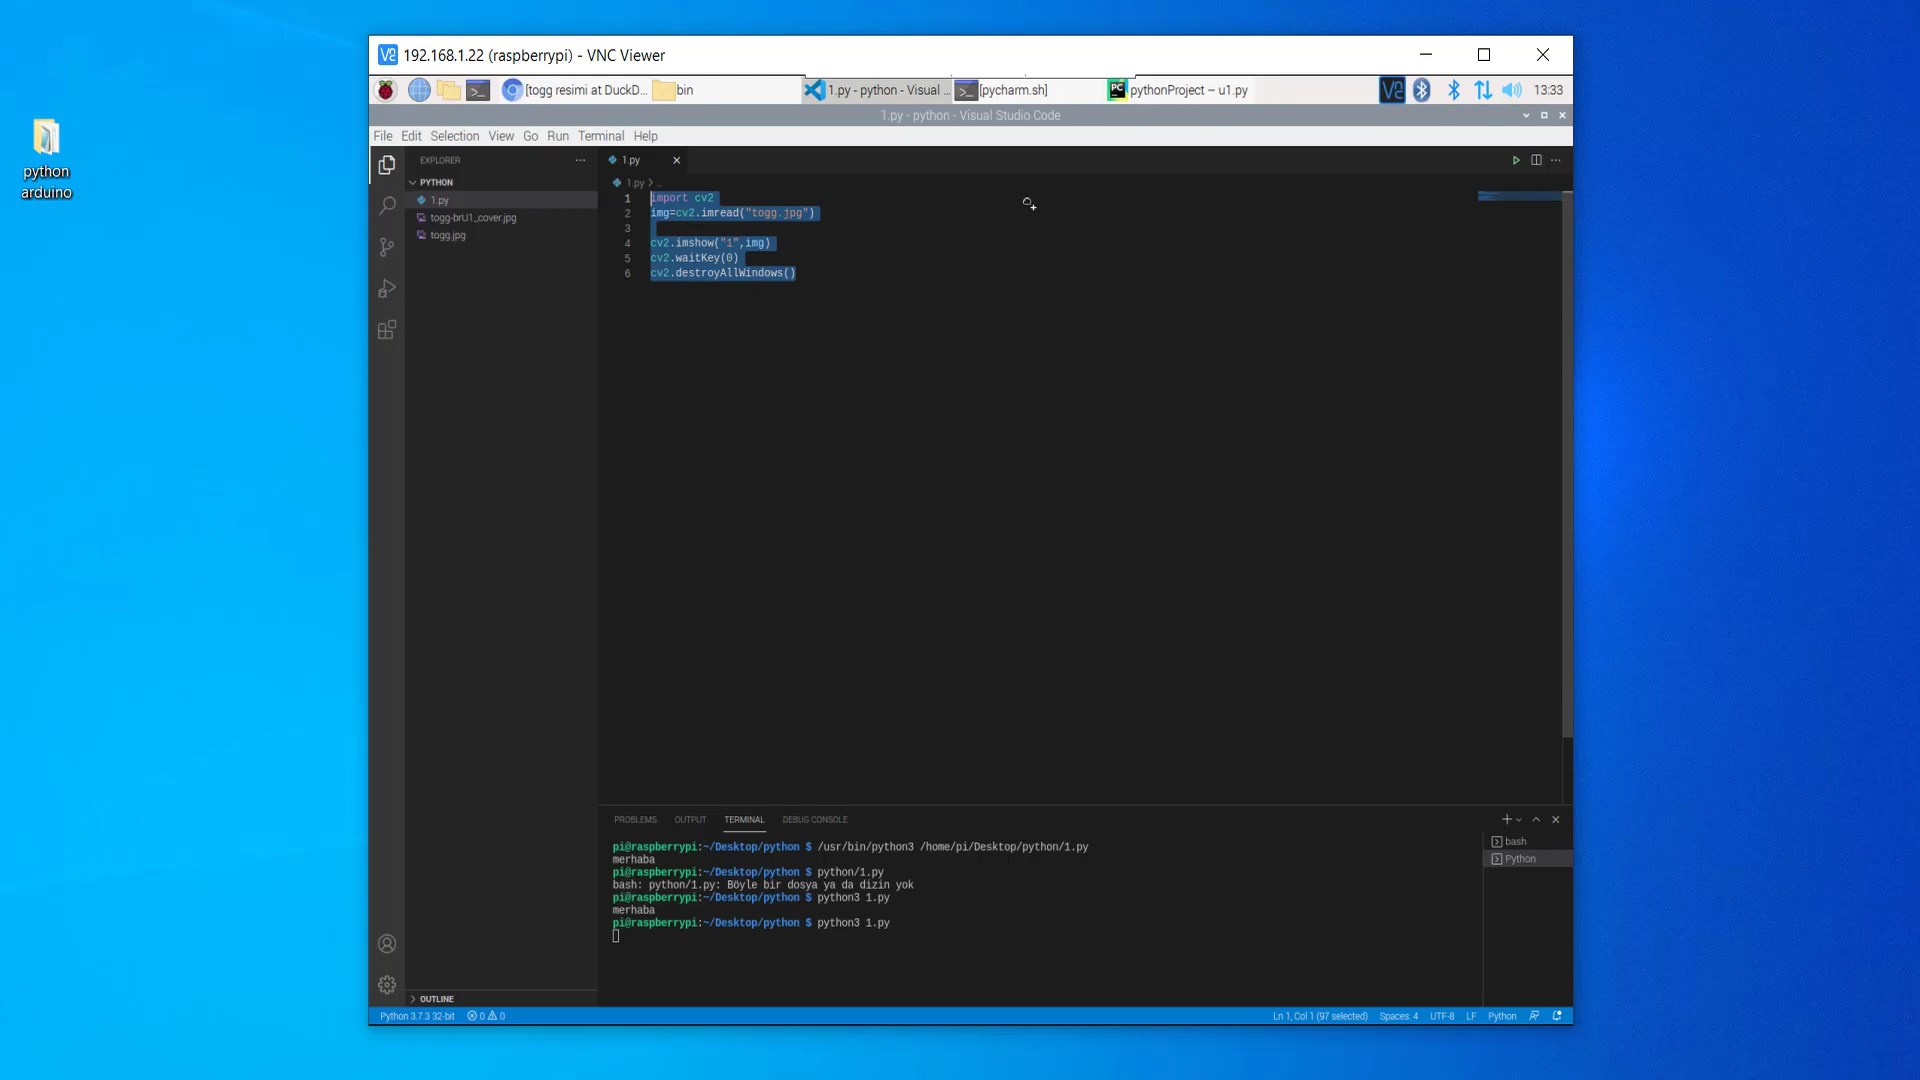 python
arduino
192.168.1.22 (raspberrypi) - VNC Viewer
[togg resimi at DuckD...
bin
1.py - python - Visual ...
[pycharm.sh]
pythonProject – u1.py
13:33
1.py - python - Visual Studio Code
File Edit Selection View Go Run Terminal Help
EXPLORER
1.py
PYTHON
1.py
togg-brU1_cover.jpg
togg.jpg
1.py > ...
1 import cv2
2 img=cv2.imread("togg.jpg")
3
4 cv2.imshow("1",img)
5 cv2.waitKey(0)
6 cv2.destroyAllWindows()
PROBLEMS OUTPUT TERMINAL DEBUG CONSOLE
pi@raspberrypi:~/Desktop/python $ /usr/bin/python3 /home/pi/Desktop/python/1.py
merhaba
pi@raspberrypi:~/Desktop/python $ python/1.py
bash: python/1.py: Böyle bir dosya ya da dizin yok
pi@raspberrypi:~/Desktop/python $ python3 1.py
merhaba
pi@raspberrypi:~/Desktop/python $ python3 1.py
bash
Python
OUTLINE
Python 3.7.3 32-bit 0 0
Ln 1, Col 1 (97 selected) Spaces: 4 UTF-8 LF Python